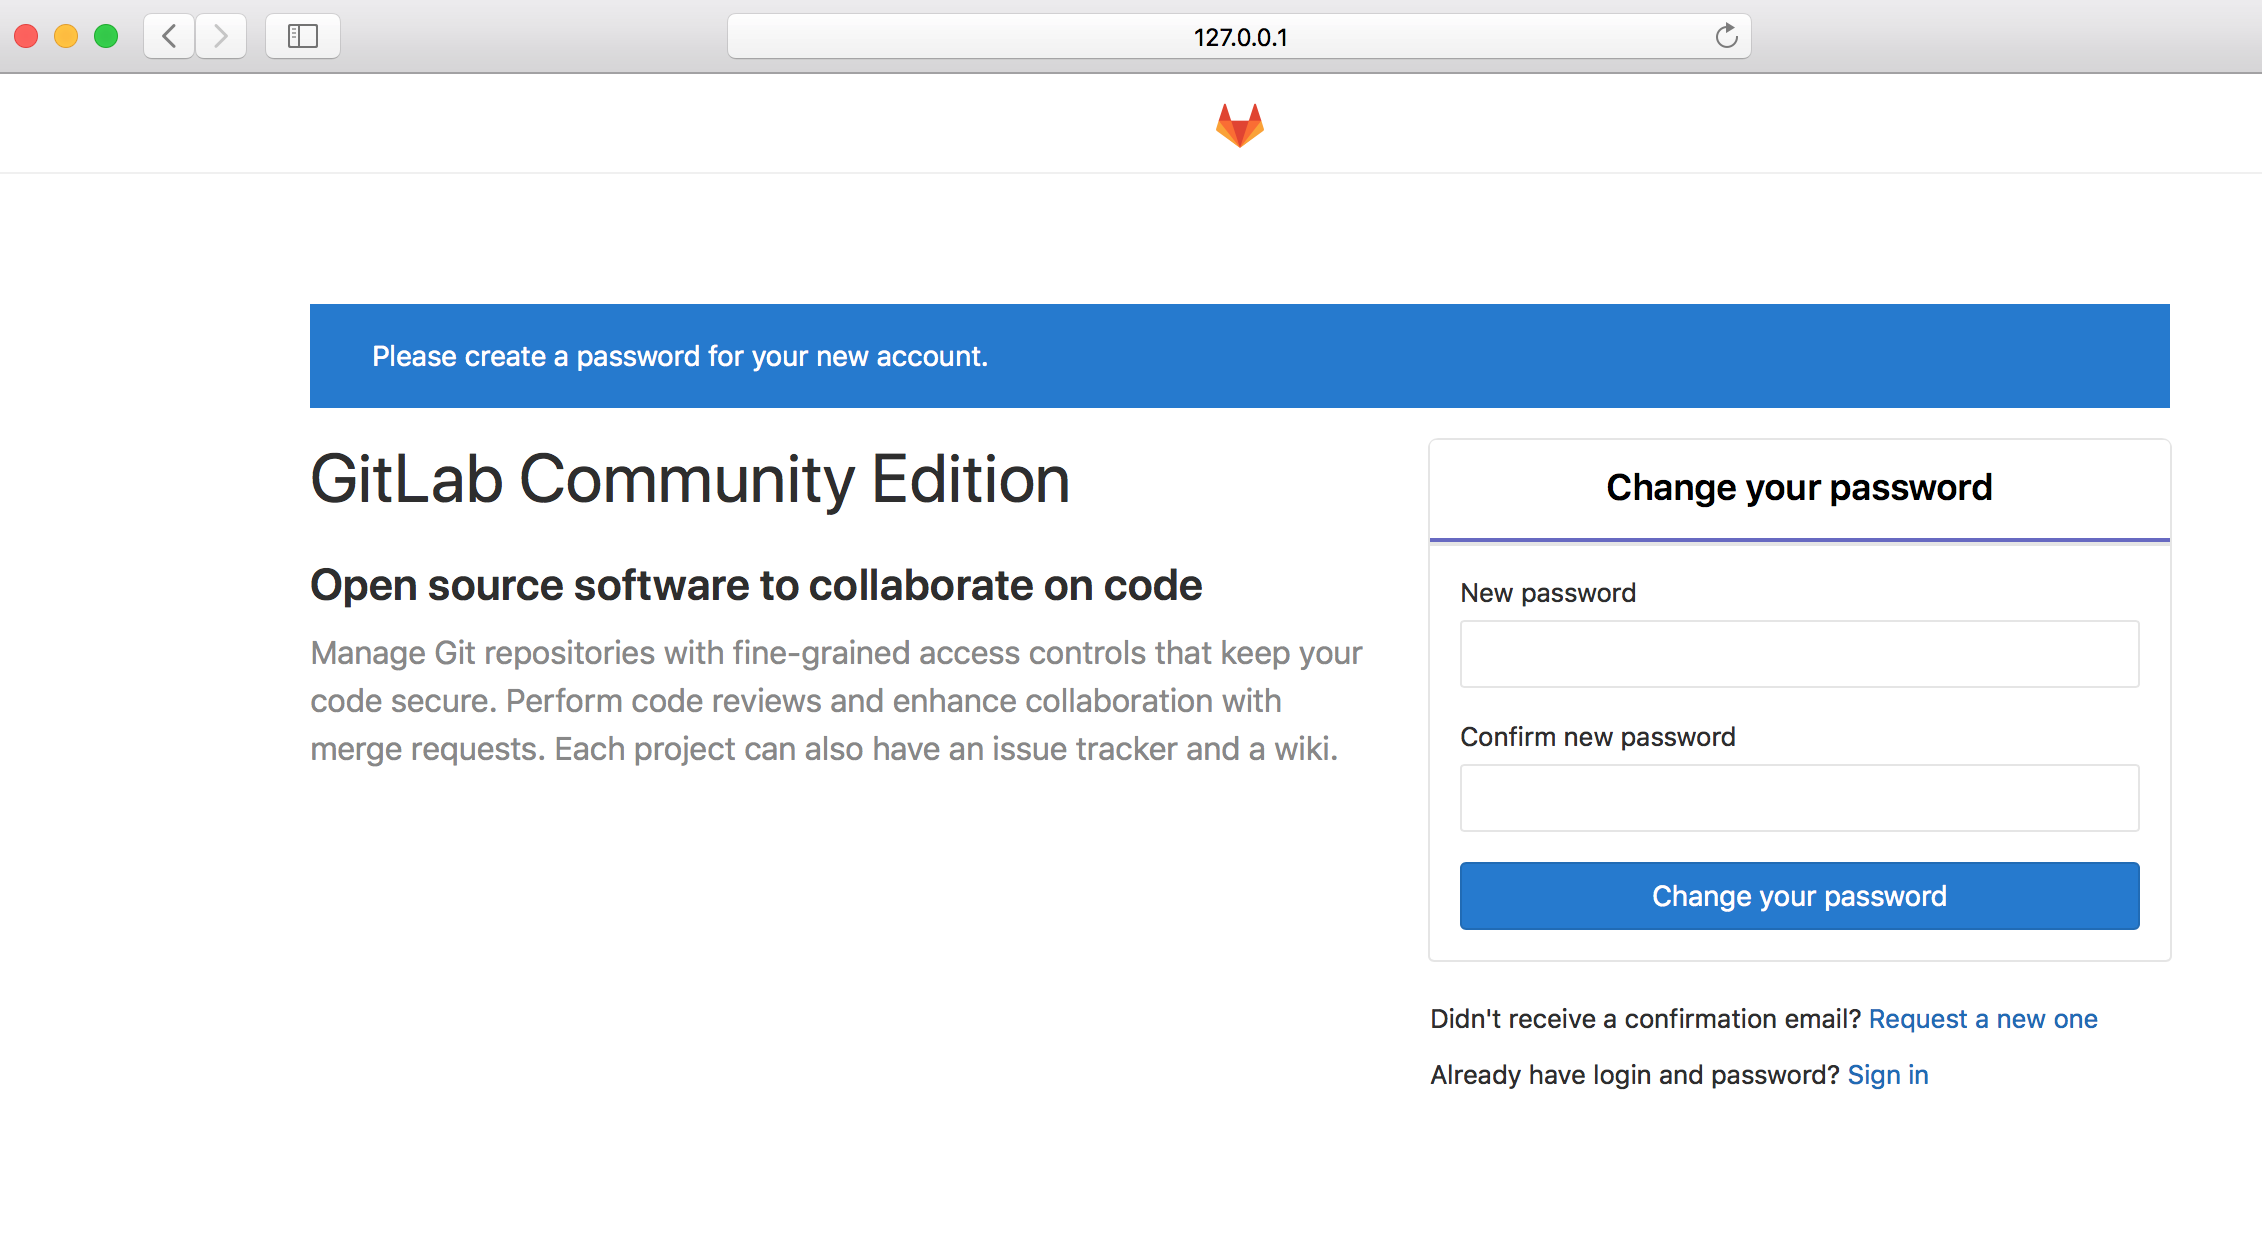 127.0.0.1
Please create a password for your new account.
GitLab Community Edition
Open source software to collaborate on code
Manage Git repositories with fine-grained access controls that keep your
code secure. Perform code reviews and enhance collaboration with
merge requests. Each project can also have an issue tracker and a wiki.
Change your password
New password
Confirm new password
Change your password
Didn't receive a confirmation email? Request a new one
Already have login and password? Sign in